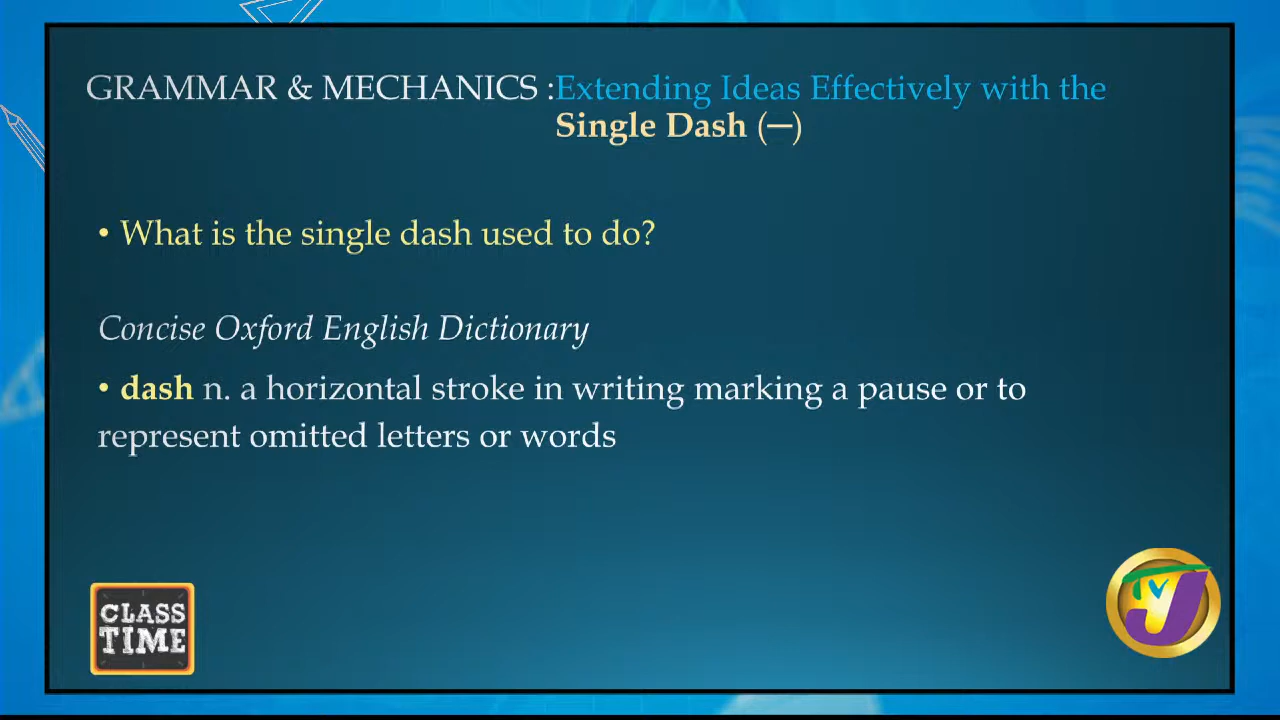 GRAMMAR & MECHANICS :Extending Ideas Effectively with the
Single Dash (—)
• What is the single dash used to do?
Concise Oxford English Dictionary
• dash n. a horizontal stroke in writing marking a pause or to
represent omitted letters or words
CLASS
TIME
TVJ